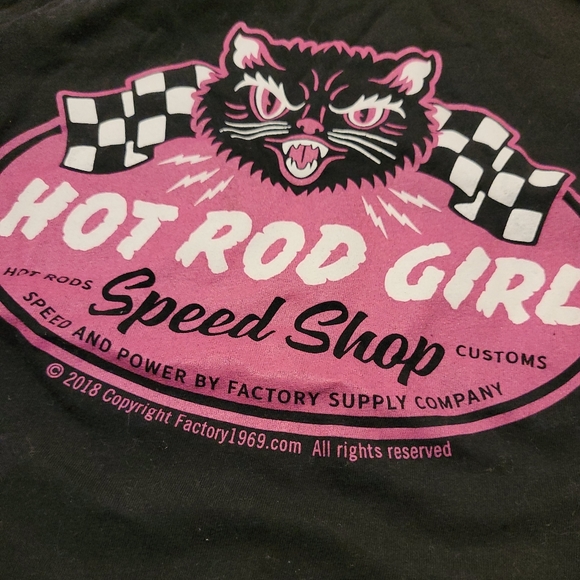 HOT ROD GIRL
HOT RODS
Speed Shop
CUSTOMS
SPEED AND POWER BY FACTORY SUPPLY COMPANY
© 2018 Copyright Factory1969.com All rights reserved